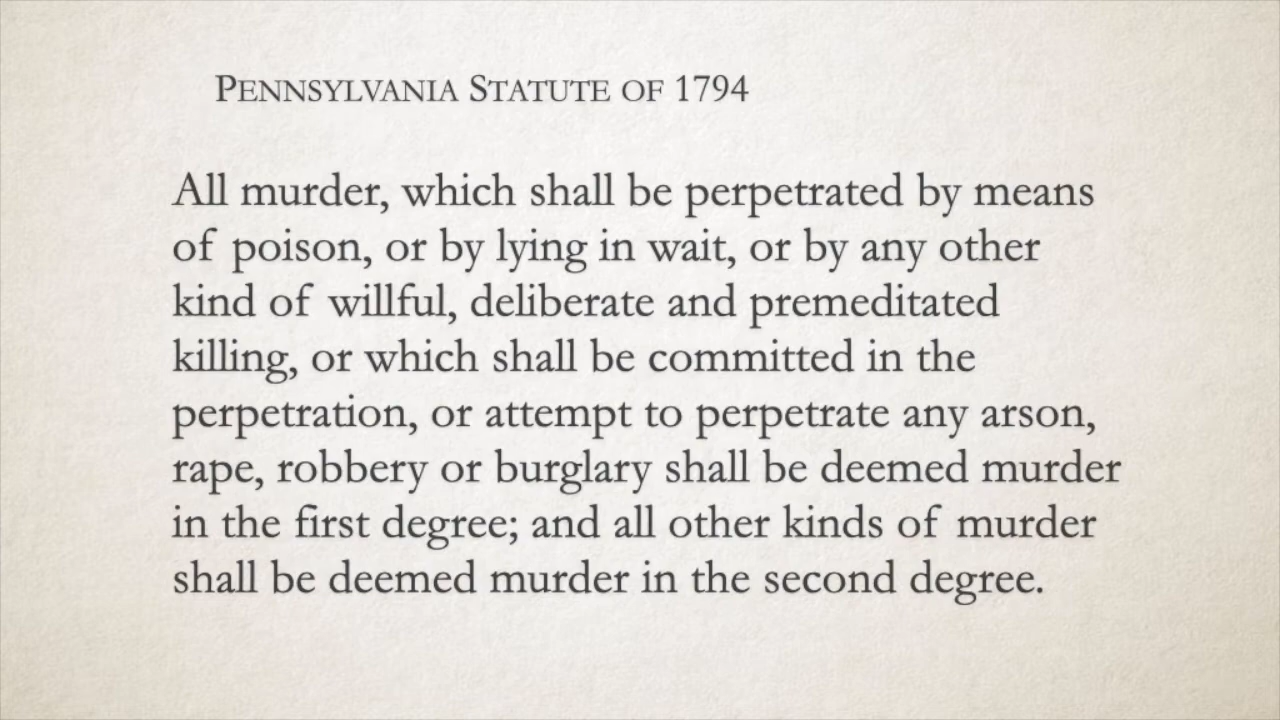 Pennsylvania Statute of 1794
All murder, which shall be perpetrated by means
of poison, or by lying in wait, or by any other
kind of willful, deliberate and premeditated
killing, or which shall be committed in the
perpetration, or attempt to perpetrate any arson,
rape, robbery or burglary shall be deemed murder
in the first degree; and all other kinds of murder
shall be deemed murder in the second degree.